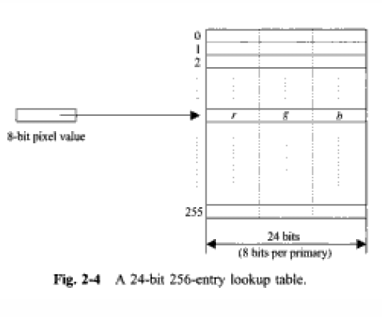 0
1
2
r g b
8-bit pixel value
255
24 bits
(8 bits per primary)
Fig. 2-4 A 24-bit 256-entry lookup table.